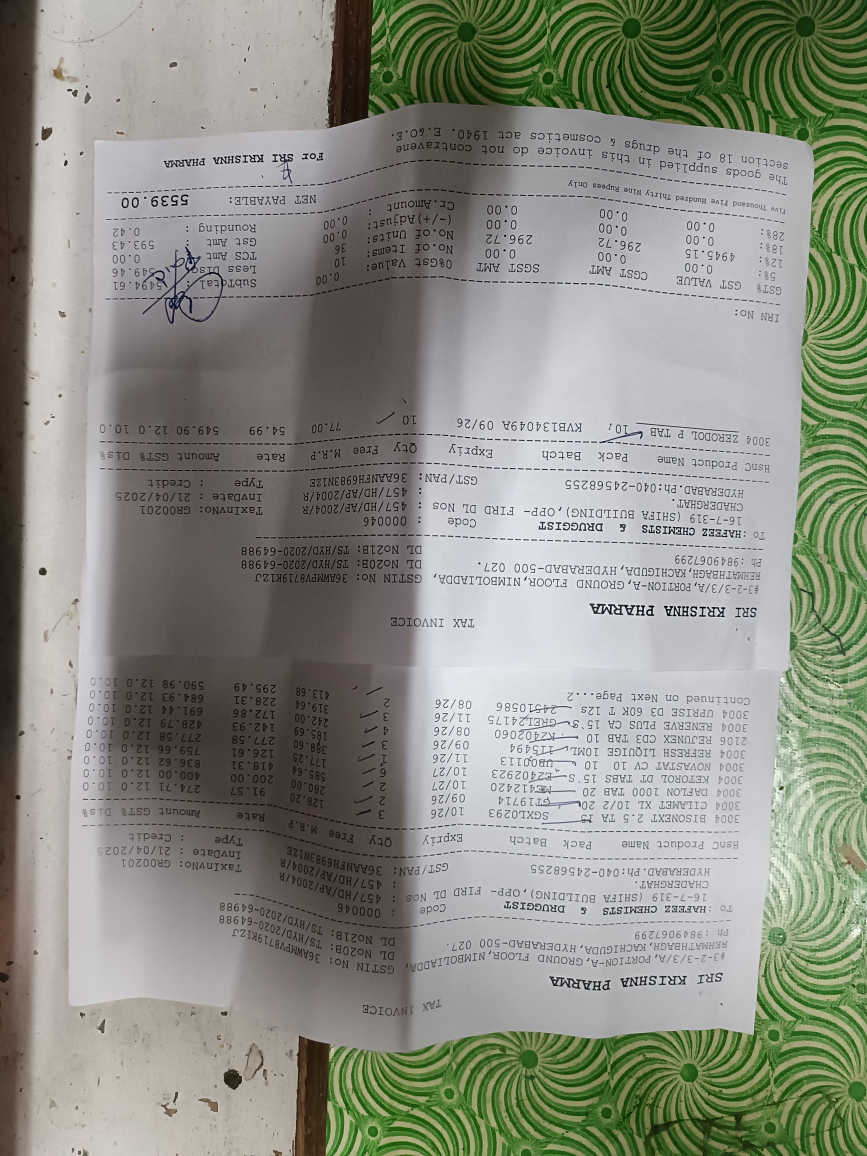 TAX INVOICE
SRI KRISHNA PHARMA
#3-2-3/3/A, PORTION-A, GROUND FLOOR, NIMBOLIADDA, GSTIN No: 36AWMPV8719K1ZJ
REHMATHBAGH, KACHIGUDA, HYDERABAD-500 027. DL No20B: TS/HYD/2020-64988
Ph :9849067299 DL No21B: TS/HYD/2020-64988
To :HAFEEZ CHEMISTS & DRUGGIST Code : 000046 TaxInvNo: GR00201
16-7-319 (SHIFA BUILDING), OPP- FIRD DL Nos : 457/HD/AP/2004/R InvDate : 21/04/2025
CHADERGHAT. : 457/HD/AP/2004/R Type : Credit
HYDERABAD. Ph:040-24568255 GST/PAN: 36AANFH6983N1ZE
Hsnc Product Name Pack Batch Expriy Qty Free M.R.P Rate Amount GST% Dis%
3004 BISONEXT 2.5 TA 15 SGXL0293 10/26 3 128.20 91.57 274.71 12.0 10.0
3004 CILANET XL 10/2 20 09/26 2 280.00 200.00 400.00 12.0 10.0
3004 DAFLON 1000 TAB 20 10/27 2 585.64 418.31 836.62 12.0 10.0
3004 KETOROL DT TABS 15'S E2402923 10/27 6 177.25 126.61 759.66 12.0 10.0
3004 NOVASTAT CV 10 10 UBQ0113 11/26 1 388.60 277.58 277.58 12.0 10.0
3004 REFRESH LIQUIGE 10ML 115494 09/26 3 185.69 142.93 428.79 12.0 10.0
2106 REJUNEX CD3 TAB 10 K2402060 08/26 4 242.00 172.86 691.44 12.0 10.0
3004 RENERVE PLUS CA 15'S GREL24175 11/26 3 319.64 228.31 684.93 12.0 10.0
3004 UPRISE D3 60K T 12S 24510586 08/26 2 413.68 295.49 590.98 12.0 10.0
Continued on Next Page...2
TAX INVOICE
SRI KRISHNA PHARMA
#3-2-3/3/A, PORTION-A, GROUND FLOOR, NIMBOLIADDA, GSTIN No: 36AWMPV8719K1ZJ
REHMATHBAGH, KACHIGUDA, HYDERABAD-500 027. DL No20B: TS/HYD/2020-64988
Ph :9849067299 DL No21B: TS/HYD/2020-64988
To :HAFEEZ CHEMISTS & DRUGGIST Code : 000046 TaxInvNo: GR00201
16-7-319 (SHIFA BUILDING), OPP- FIRD DL Nos : 457/HD/AP/2004/R InvDate : 21/04/2025
CHADERGHAT. : 457/HD/AP/2004/R Type : Credit
HYDERABAD. Ph:040-24568255 GST/PAN: 36AANFH6983N1ZE
Hsnc Product Name Pack Batch Expriy Qty Free M.R.P Rate Amount GST% Dis%
3004 ZERODOL P TAB 10; KVB134049A 09/26 10 77.00 54.99 549.90 12.0 10.0
IRN No:
GST% GST VALUE CGST AMT SGST AMT 0%Gst Value: 0.00 SubTotal: 5494.61
5%: 0.00 0.00 0.00 No.of Items: 10 Less Dis 549.46
12%: 4945.15 296.72 296.72 No.of Units: 36 TCS Amt 0.00
18%: 0.00 0.00 0.00 (-/+)Adjust: 0.00 Gst Amt 593.43
28%: 0.00 0.00 0.00 Cr.Amount : 0.00 Rounding : 0.42
Five Thousand Five Hundred Thirty Nine Rupees Only NET PAYABLE: 5539.00
The goods supplied in this invoice do not contravene
section 18 of the drugs & cosmetics act 1940. E.&O.E. For SRI KRISHNA PHARMA